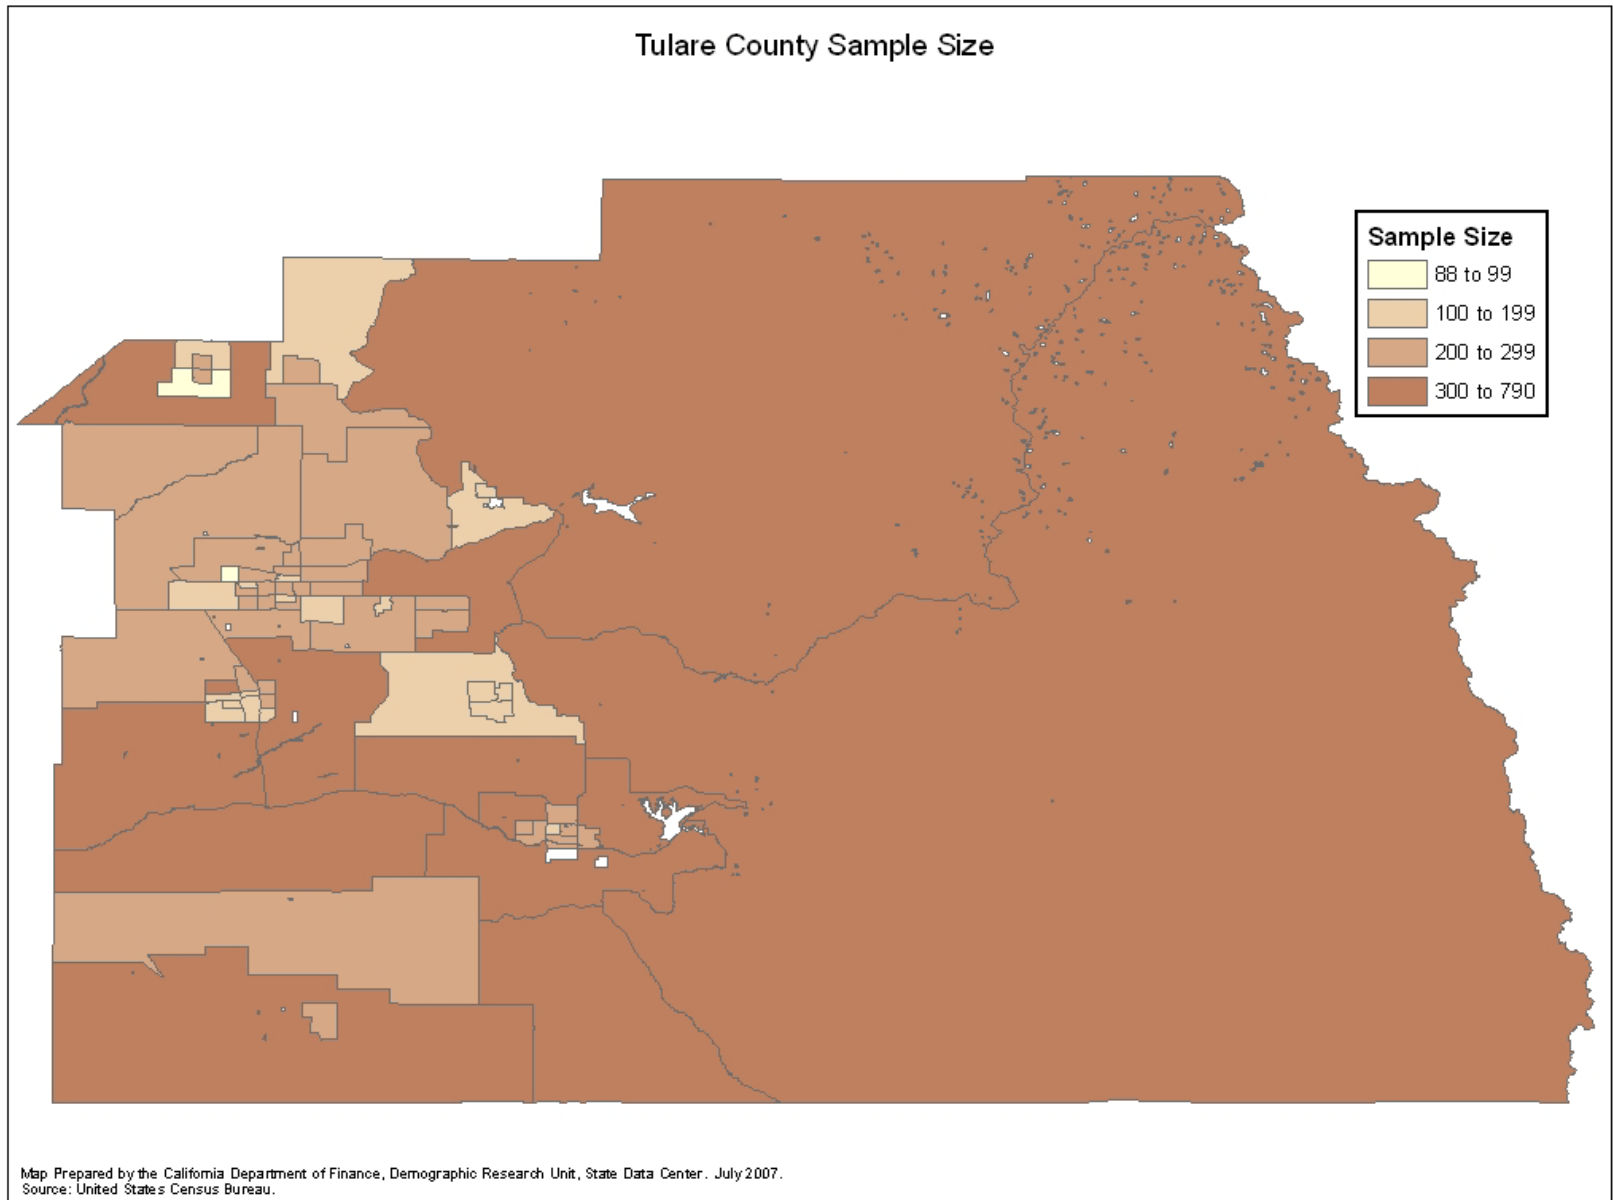 Tulare County Sample Size
Sample Size
88 to 99
100 to 199
200 to 299
300 to 790
Map Prepared by the California Department of Finance, Demographic Research Unit, State Data Center. July 2007.
Source: United States Census Bureau.